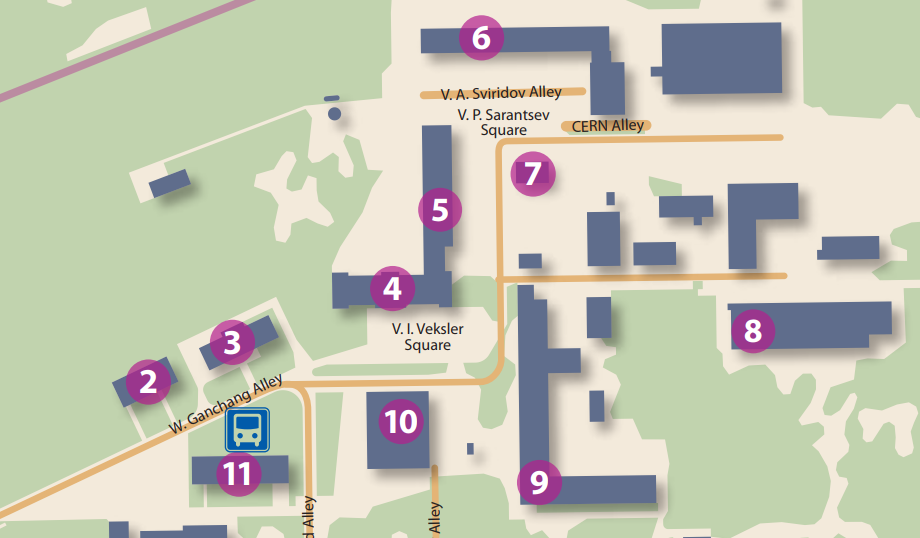 6
V. A. Sviridov Alley
V. P. Sarantsev
Square
CERN Alley
7
5
4
V. I. Veksler
Square
8
3
2
W. Ganchang Alley
10
11
9
Alley
Alley